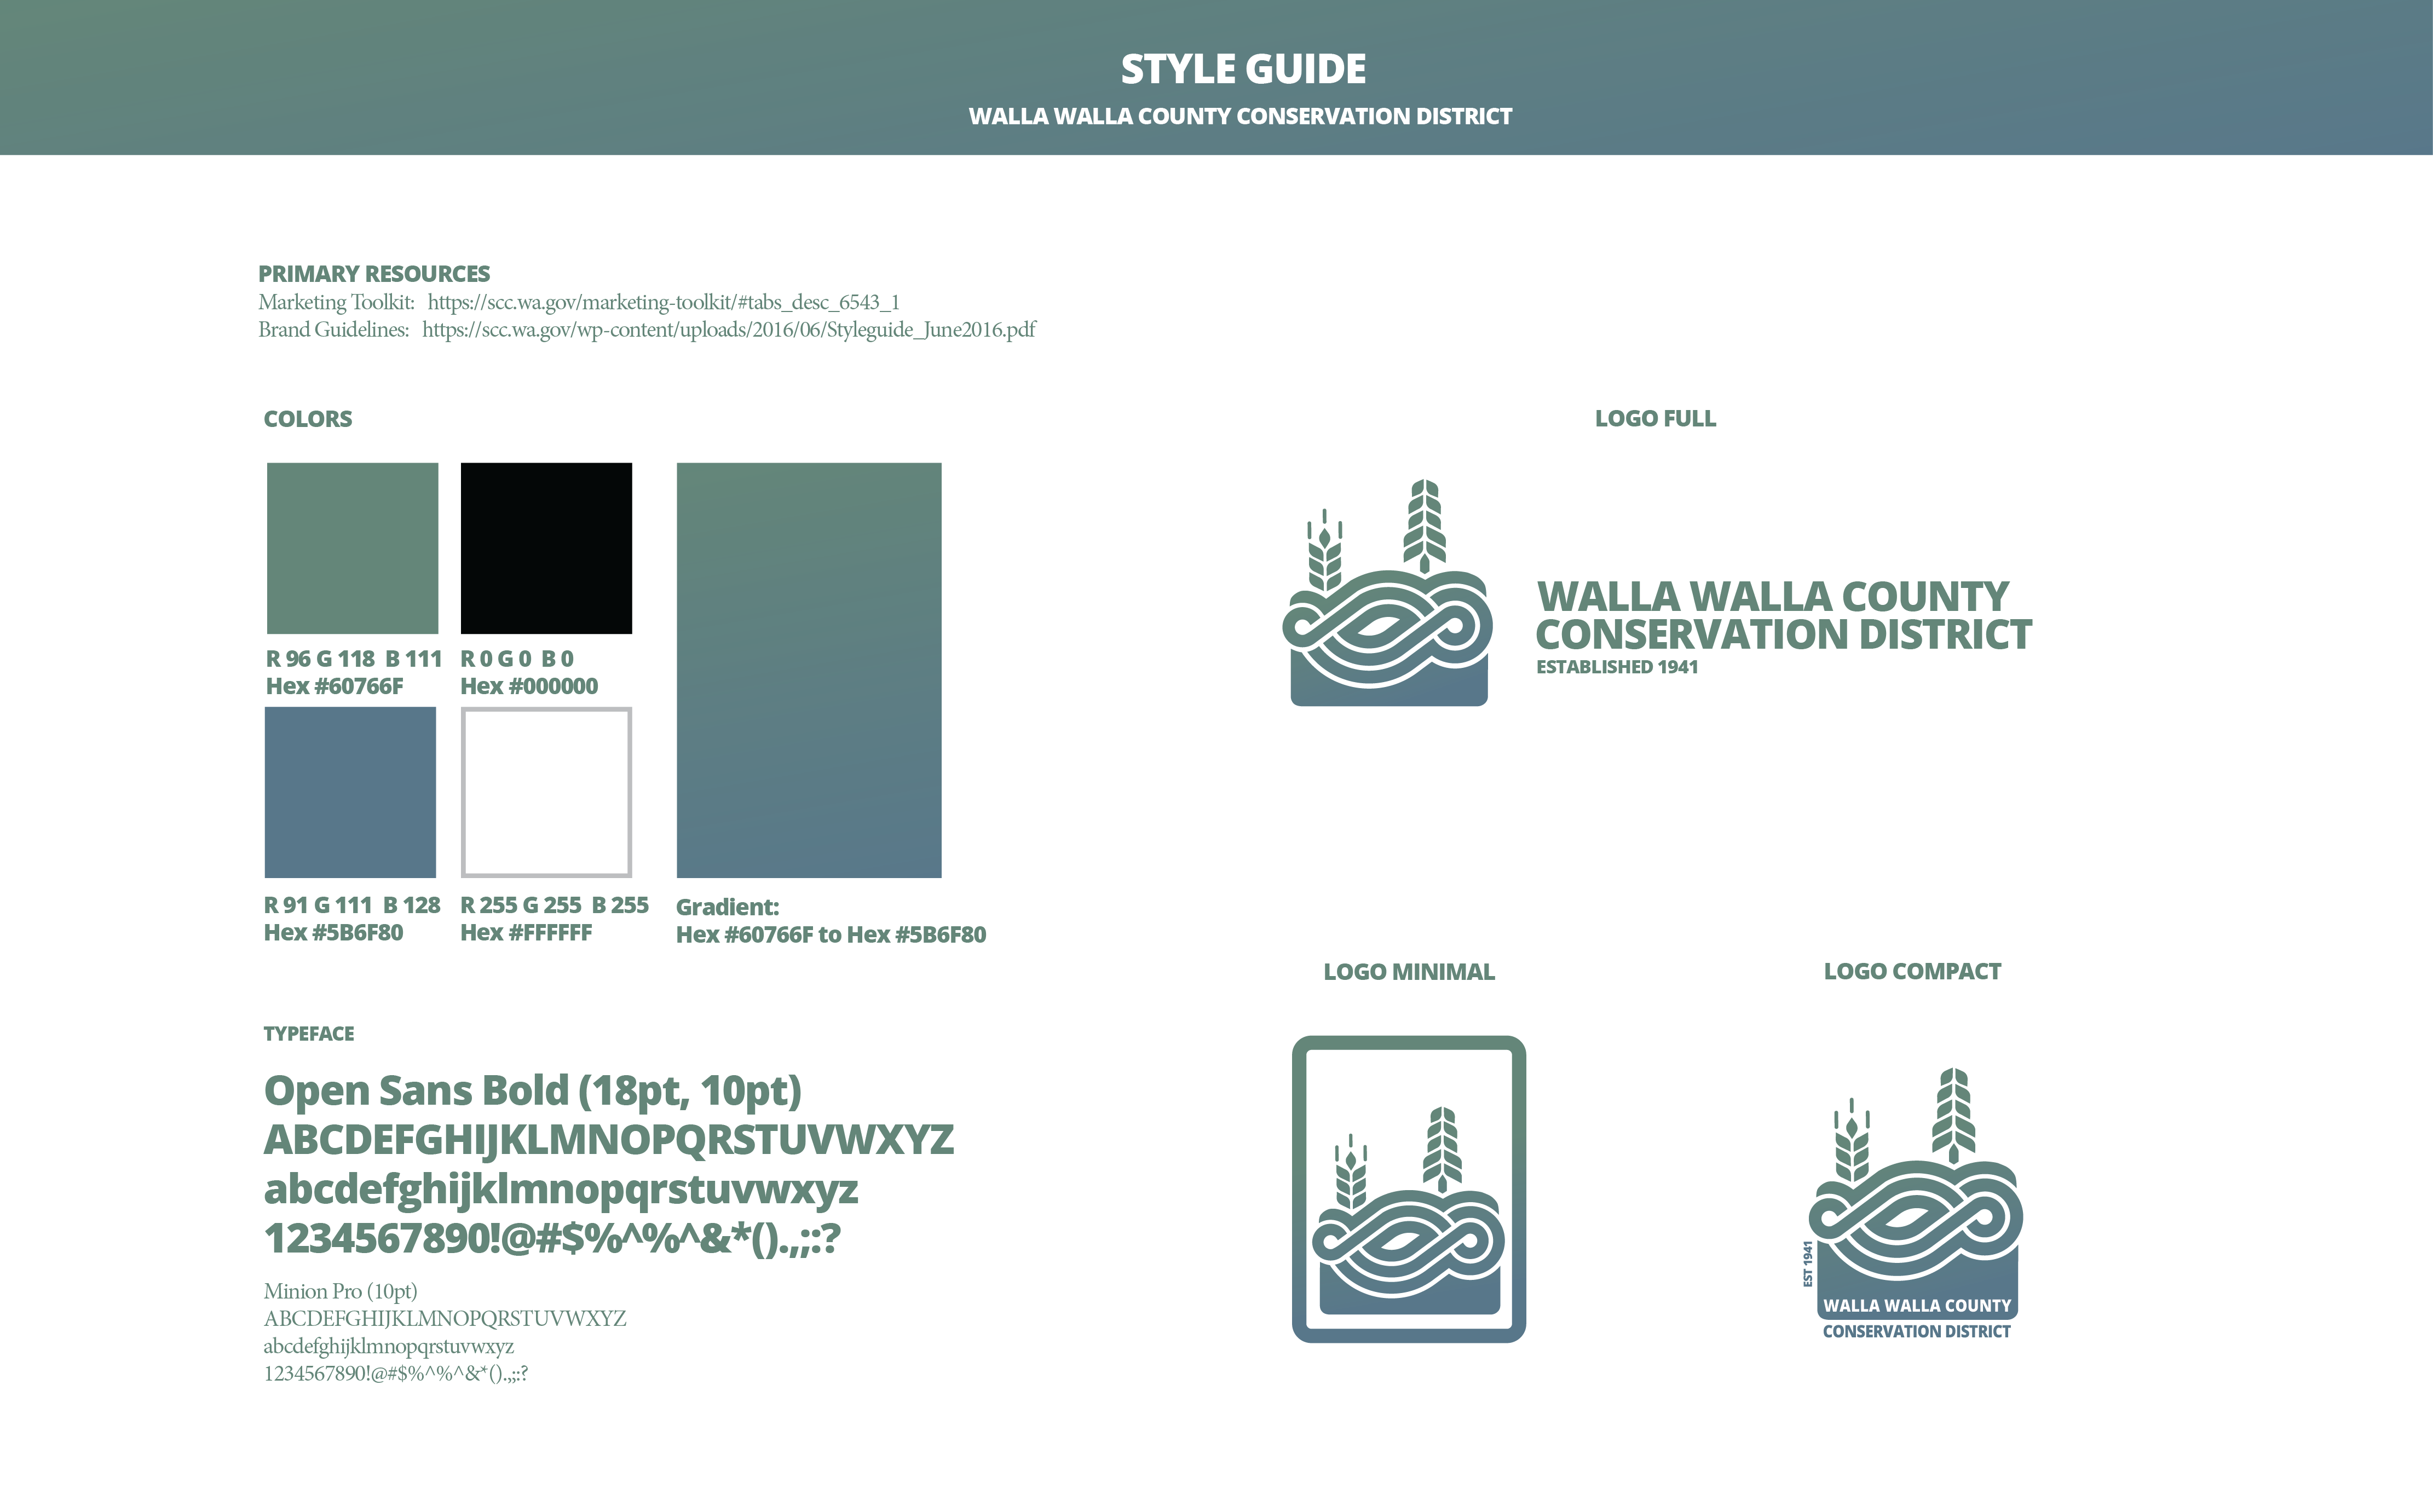 STYLE GUIDE
WALLA WALLA COUNTY CONSERVATION DISTRICT
PRIMARY RESOURCES
Marketing Toolkit: https://scc.wa.gov/marketing-toolkit/#tabs_desc_6543_1
Brand Guidelines: https://scc.wa.gov/wp-content/uploads/2016/06/Styleguide_June2016.pdf
COLORS
R 96 G 118 B 111
Hex #60766F
R 0 G 0 B 0
Hex #000000
R 91 G 111 B 128
Hex #5B6F80
R 255 G 255 B 255
Hex #FFFFFF
Gradient:
Hex #60766F to Hex #5B6F80
TYPEFACE
Open Sans Bold (18pt, 10pt)
ABCDEFGHIJKLMNOPQRSTUVWXYZ
abcdefghijklmnopqrstuvwxyz
1234567890!@#$%^%^&*().,;:?
Minion Pro (10pt)
ABCDEFGHIJKLMNOPQRSTUVWXYZ
abcdefghijklmnopqrstuvwxyz
1234567890!@#$%^%^&*().,;:?
LOGO FULL
WALLA WALLA COUNTY
CONSERVATION DISTRICT
ESTABLISHED 1941
LOGO MINIMAL
LOGO COMPACT
EST 1941
WALLA WALLA COUNTY
CONSERVATION DISTRICT